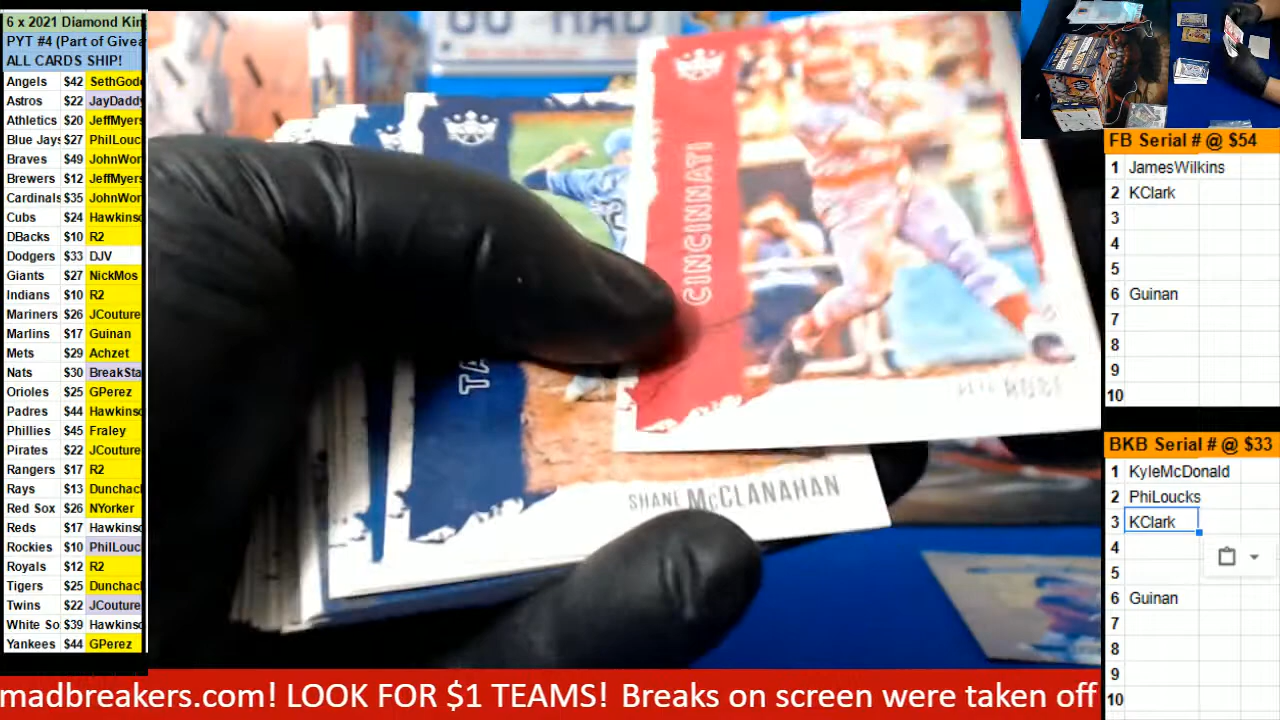 6 x 2021 Diamond Kin
PYT #4 (Part of Givea
ALL CARDS SHIP!
Angels $42 SethGod
Astros $22 JayDaddy
Athletics $20 JeffMyers
Blue Jays $27 PhilLouc
Braves $49 JohnWor
Brewers $12 JeffMyers
Cardinals $35 JohnWor
Cubs $24 Hawkins
DBacks $10 R2
Dodgers $33 DJV
Giants $27 NickMos
Indians $10 R2
Mariners $26 JCouture
Marlins $17 Guinan
Mets $29 Achzet
Nats $30 BreakSta
Orioles $25 GPerez
Padres $44 Hawkins
Phillies $45 Fraley
Pirates $22 JCouture
Rangers $17 R2
Rays $13 Dunchac
Red Sox $26 NYorker
Reds $17 Hawkins
Rockies $10 PhilLouc
Royals $12 R2
Tigers $25 Dunchac
Twins $22 JCouture
White So $39 Hawkins
Yankees $44 GPerez
CINCINNATI
TA
SHANE McCLANAHAN
FB Serial # @ $54
1 JamesWilkins
2 KClark
3
4
5
6 Guinan
7
8
9
10
BKB Serial # @ $33
1 KyleMcDonald
2 PhiLoucks
3 KClark
4
5
6 Guinan
7
8
9
10
madbreakers.com! LOOK FOR $1 TEAMS! Breaks on screen were taken off